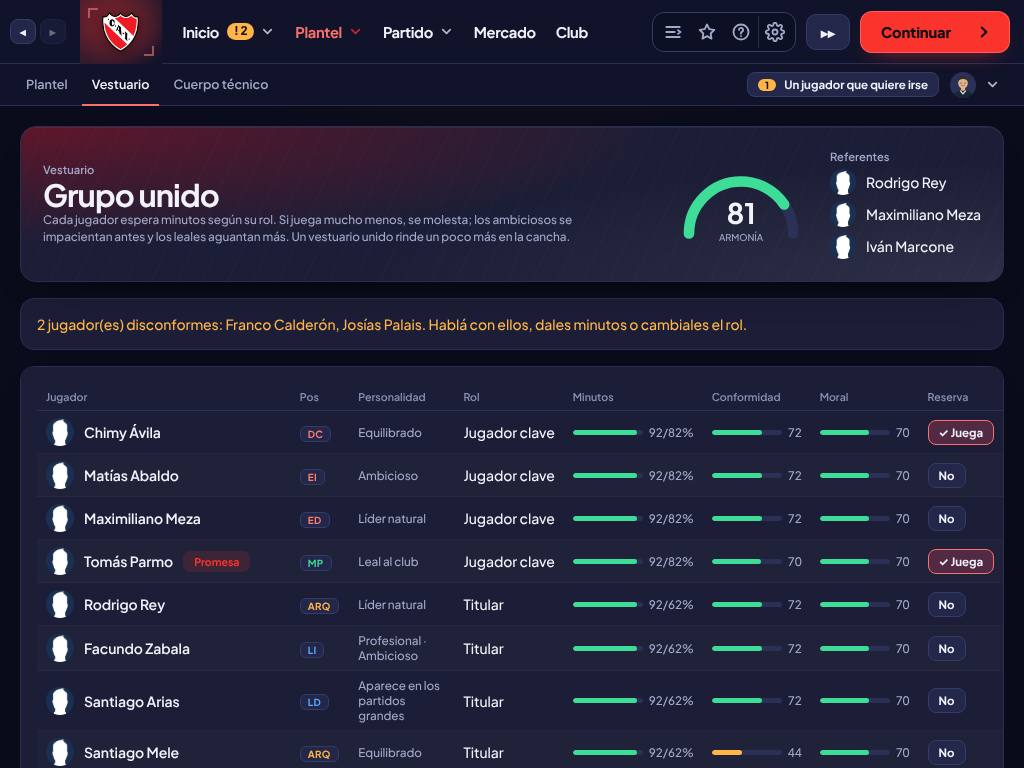 CAI
Inico ! 2
Plantel
Partido
Mercado
Club
Continuar
Plantel
Vestuario
Cuerpo técnico
1 Un jugador que quiere irse
Vestuario
Grupo unido
Cada jugador espera minutos según su rol. Si juega mucho menos, se molesta; los ambiciosos se
impacientan antes y los leales aguantan más. Un vestuario unido rinde un poco más en la cancha.
81
ARMONÍA
Referentes
Rodrigo Rey
Maximiliano Meza
Iván Marcone
2 jugador(es) disconformes: Franco Calderón, Josías Palais. Hablá con ellos, dales minutos o cambiales el rol.
Jugador Pos Personalidad Rol Minutos Conformidad Moral Reserva
Chimy Ávila DC Equilibrado Jugador clave 92/82% 72 70 ✓ Juega
Matías Abaldo EI Ambicioso Jugador clave 92/82% 72 70 No
Maximiliano Meza ED Líder natural Jugador clave 92/82% 72 70 No
Tomás Parmo Promesa MP Leal al club Jugador clave 92/82% 70 70 ✓ Juega
Rodrigo Rey ARQ Líder natural Titular 92/62% 72 70 No
Facundo Zabala LI Profesional ·
Ambicioso Titular 92/62% 72 70 No
Santiago Arias LD Aparece en los
partidos
grandes Titular 92/62% 72 70 No
Santiago Mele ARQ Equilibrado Titular 92/62% 44 70 No